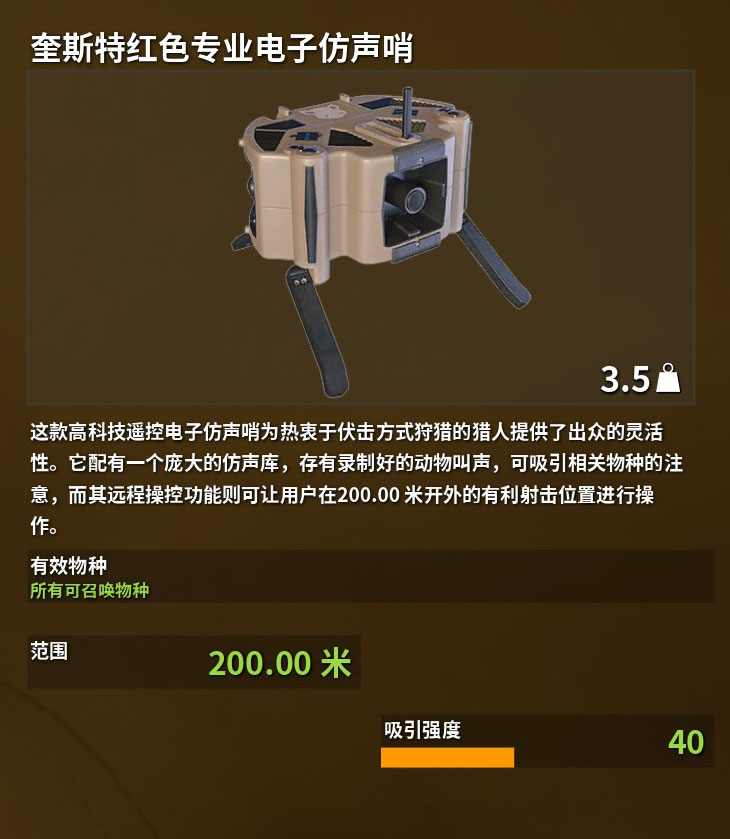 奎斯特红色专业电子仿声哨
3.5
这款高科技遥控电子仿声哨为热衷于伏击方式狩猎的猎人提供了出众的灵活
性。它配有一个庞大的仿声库，存有录制好的动物叫声，可吸引相关物种的注
意，而其远程操控功能则可让用户在200.00 米开外的有利射击位置进行操
作。
有效物种
所有可召唤物种
范围
200.00 米
吸引强度
40